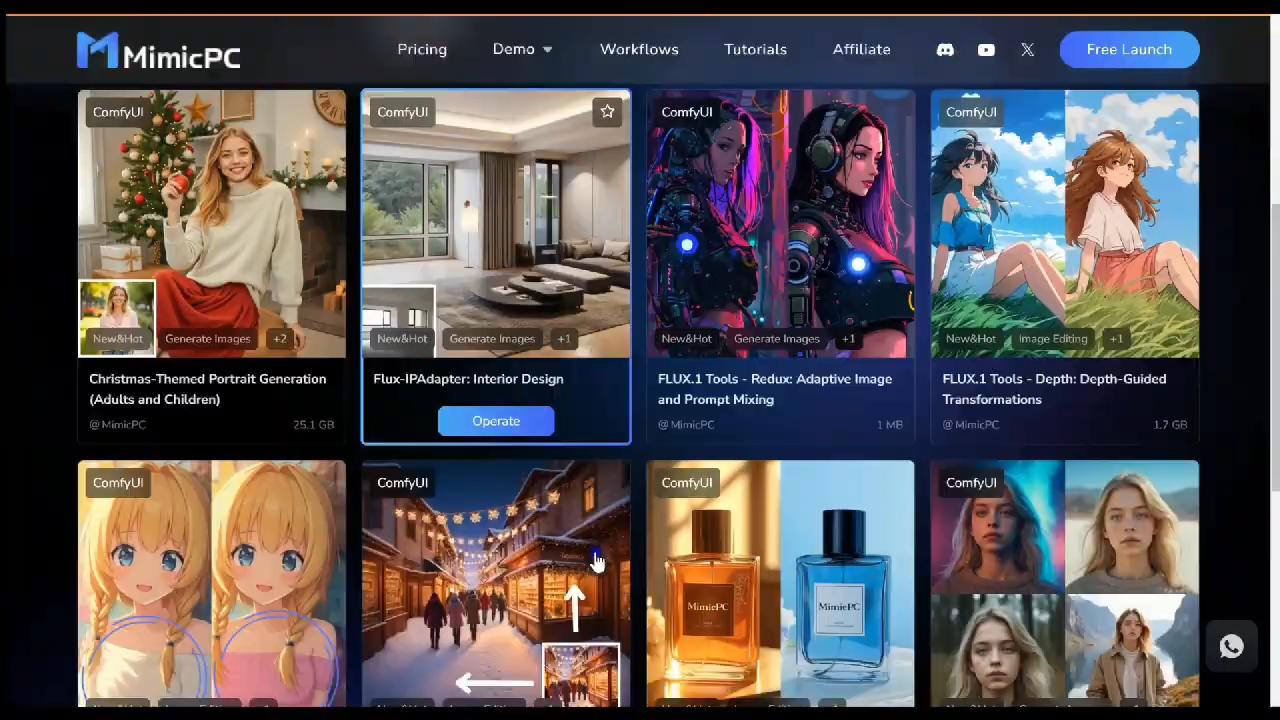 MimicPC
Pricing
Demo
Workflows
Tutorials
Affiliate
Free Launch
ComfyUI
ComfyUI
ComfyUI
ComfyUI
New&Hot Generate Images +2
New&Hot Generate Images +1
New&Hot Generate Images +1
New&Hot Image Editing +1
Christmas-Themed Portrait Generation
(Adults and Children)
@MimicPC 25.1 GB
Flux-IPAdapter: Interior Design
Operate
FLUX.1 Tools - Redux: Adaptive Image
and Prompt Mixing
@MimicPC 1 MB
FLUX.1 Tools - Depth: Depth-Guided
Transformations
@MimicPC 1.7 GB
ComfyUI
ComfyUI
ComfyUI
ComfyUI
MimicPC
MimicPC